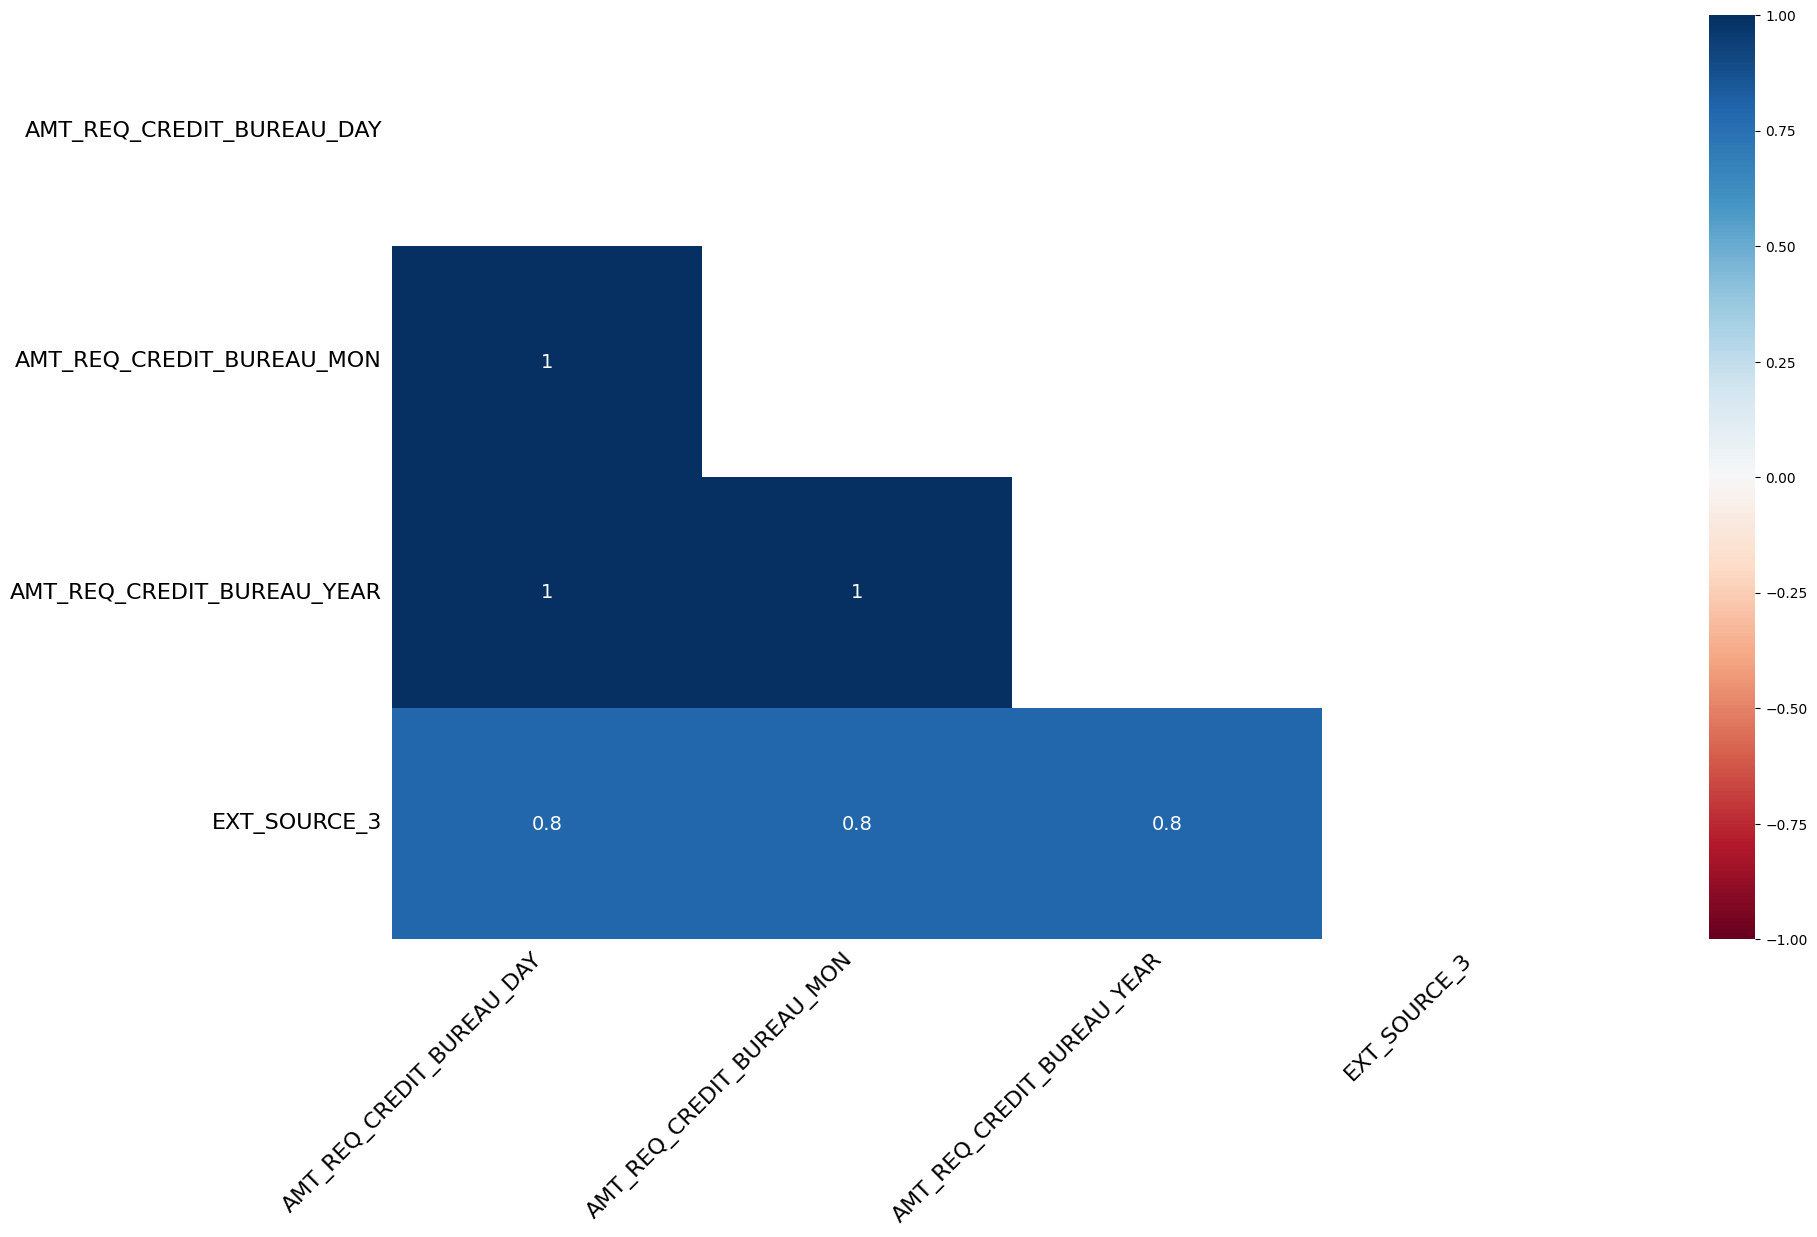 AMT_REQ_CREDIT_BUREAU_DAY
AMT_REQ_CREDIT_BUREAU_MON
1
AMT_REQ_CREDIT_BUREAU_YEAR
1 1
EXT_SOURCE_3
0.8 0.8 0.8
AMT_REQ_CREDIT_BUREAU_DAY
AMT_REQ_CREDIT_BUREAU_MON
AMT_REQ_CREDIT_BUREAU_YEAR
EXT_SOURCE_3
1.00
0.75
0.50
0.25
0.00
−0.25
−0.50
−0.75
−1.00